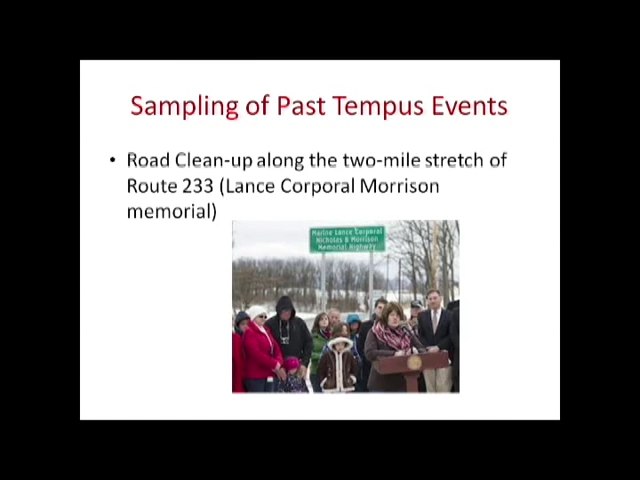 Sampling of Past Tempus Events
• Road Clean-up along the two-mile stretch of
Route 233 (Lance Corporal Morrison
memorial)
Marine Lance Corporal
Nicholas B Morrison
Memorial Highway